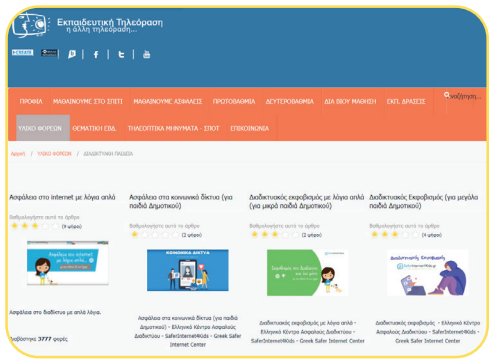 Εκπαιδευτική Τηλεόραση
η άλλη τηλεόραση...
Αναζήτηση...
ΠΡΟΦΙΛ ΜΑΘΑΙΝΟΥΜΕ ΣΤΟ ΣΠΙΤΙ ΜΑΘΑΙΝΟΥΜΕ ΑΣΦΑΛΕΙΣ ΠΡΩΤΟΒΑΘΜΙΑ ΔΕΥΤΕΡΟΒΑΘΜΙΑ ΔΙΑ ΒΙΟΥ ΜΑΘΗΣΗ ΕΚΠ. ΔΡΑΣΕΙΣ
ΥΛΙΚΟ ΦΟΡΕΩΝ ΘΕΜΑΤΙΚΗ ΕΒΔ. ΤΗΛΕΟΠΤΙΚΑ ΜΗΝΥΜΑΤΑ - ΣΠΟΤ ΕΠΙΚΟΙΝΩΝΙΑ
Αρχική / ΥΛΙΚΟ ΦΟΡΕΩΝ / ΔΙΑΔΙΚΤΥΑΚΗ ΠΑΙΔΕΙΑ
Ασφάλεια στο internet με λόγια απλά
Βαθμολογήστε αυτό το άρθρο
(9 ψήφοι)
Ασφάλεια στο internet
με λόγια απλά...
Ασφάλεια στο διαδίκτυο με απλά λόγια.
Διαβάστηκε 3777 φορές
Ασφάλεια στα κοινωνικά δίκτυα (για
παιδιά Δημοτικού)
Βαθμολογήστε αυτό το άρθρο
(2 ψήφοι)
ΚΟΙΝΩΝΙΚΑ ΔΙΚΤΥΑ
Ασφάλεια στα κοινωνικά δίκτυα (για παιδιά
Δημοτικού) - Ελληνικό Κέντρο Ασφαλούς
Διαδικτύου - SaferInternet4Kids - Greek Safer
Internet Center
Διαδικτυακός εκφοβισμός με λόγια απλά
(για μικρά παιδιά Δημοτικού)
Βαθμολογήστε αυτό το άρθρο
(2 ψήφοι)
Διαδικτυακός εκφοβισμός με λόγια απλά -
Ελληνικό Κέντρο Ασφαλούς Διαδικτύου -
SaferInternet4Kids - Greek Safer Internet Center
Διαδικτυακός Εκφοβισμός (για μεγάλα
παιδιά Δημοτικού)
Βαθμολογήστε αυτό το άρθρο
(4 ψήφοι)
Διαδικτυακός Εκφοβισμός
Διαδικτυακός εκφοβισμός - Ελληνικό Κέντρο
Ασφαλούς Διαδικτύου - SaferInternet4Kids -
Greek Safer Internet Center